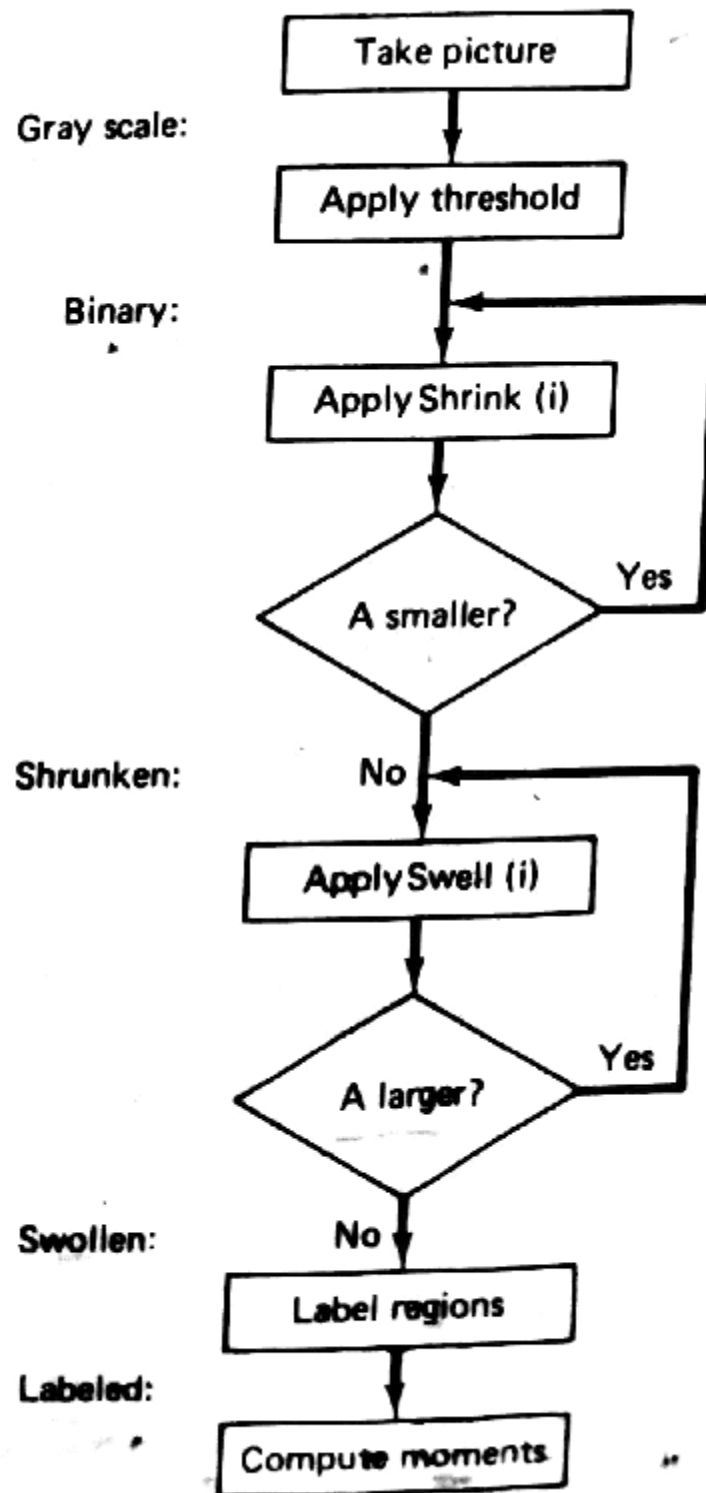 Take picture
Gray scale:
Apply threshold
Binary:
Apply Shrink (i)
Yes
A smaller?
Shrunken:
No
Apply Swell (i)
Yes
A larger?
Swollen:
No
Label regions
Labeled:
Compute moments